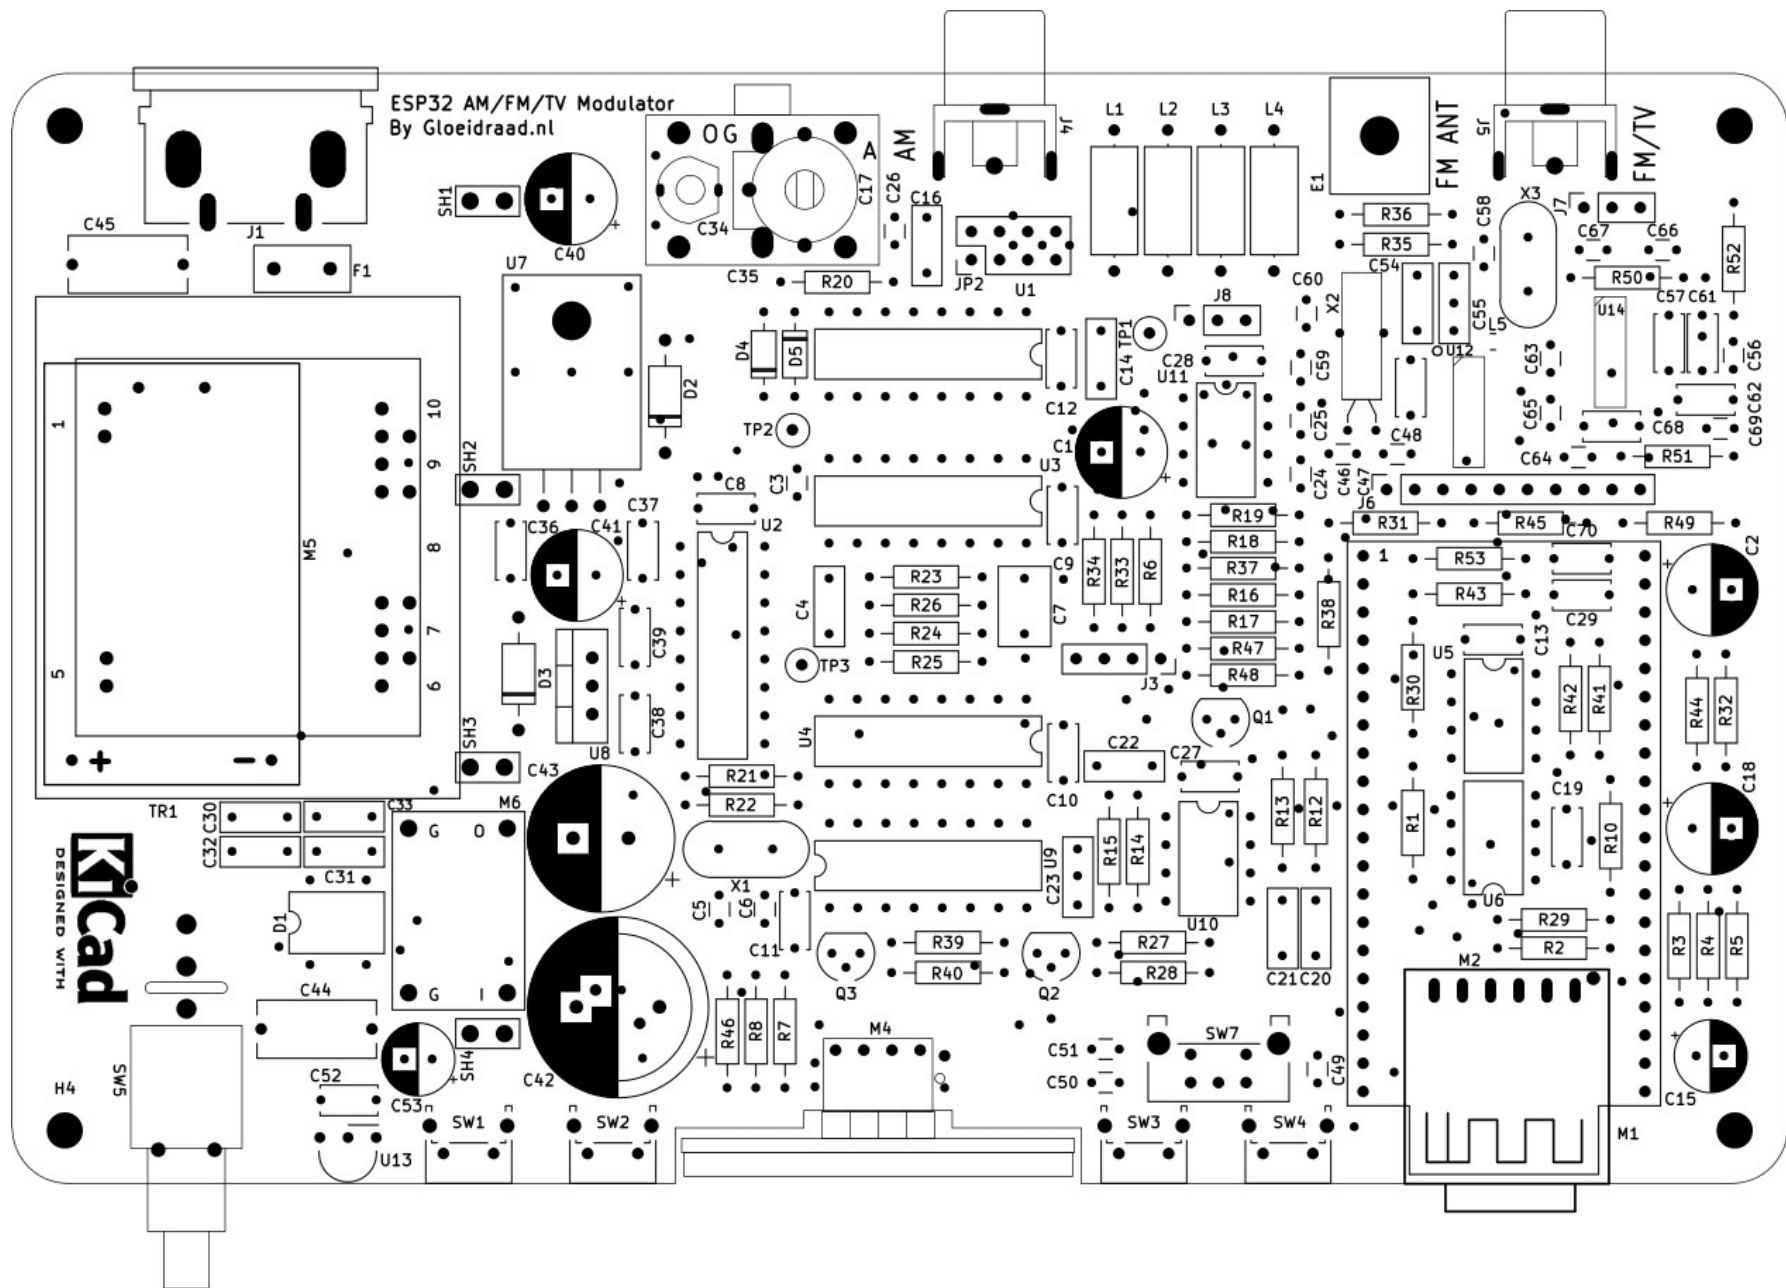 ESP32 AM/FM/TV Modulator
By Gloeidraad.nl
C45
J1
F1
SH1
C40
U7
O G
A
AM
C34
C17
C35
C26
C16
R20
JP2
U1
J4
L1
L2
L3
L4
E1
FM ANT
J5
FM/TV
R36
R35
C58
X3
J7
C67
C66
R52
C54
R50
C60
X2
C55
L5
U12
U14
C57
C61
C56
C63
C65
C62
C68
C69
C64
R51
J8
TP1
C28
U11
C59
C25
C24
C46
C47
C48
J6
D4
D5
D2
TP2
C14
C12
C1
U3
C3
C8
U2
C9
1
5
10
9
8
7
6
M5
SH2
C36
C41
C37
C39
C38
D3
U8
SH3
C43
TR1
C4
R23
R26
R24
R25
C7
TP3
R34
R33
R6
J3
R19
R18
R37
R16
R17
R47
R48
R38
R31
R45
R49
C70
1
R53
R43
C29
C13
U5
R30
R42
R41
R44
R32
C2
C18
Q1
U4
C22
C27
C10
R21
R22
X1
C5
C6
C11
U9
C23
R15
R14
U10
R13
R12
R1
C19
R10
U6
R29
R2
R3
R4
R5
C15
C30
C33
C32
C31
D1
M6
G
O
G
I
C44
SH4
C42
C52
C53
U13
SW5
H4
KiCad
DESIGNED WITH
R46
R8
R7
Q3
R39
R40
Q2
R27
R28
C21
C20
M4
C51
C50
SW7
C49
SW1
SW2
SW3
SW4
M2
M1